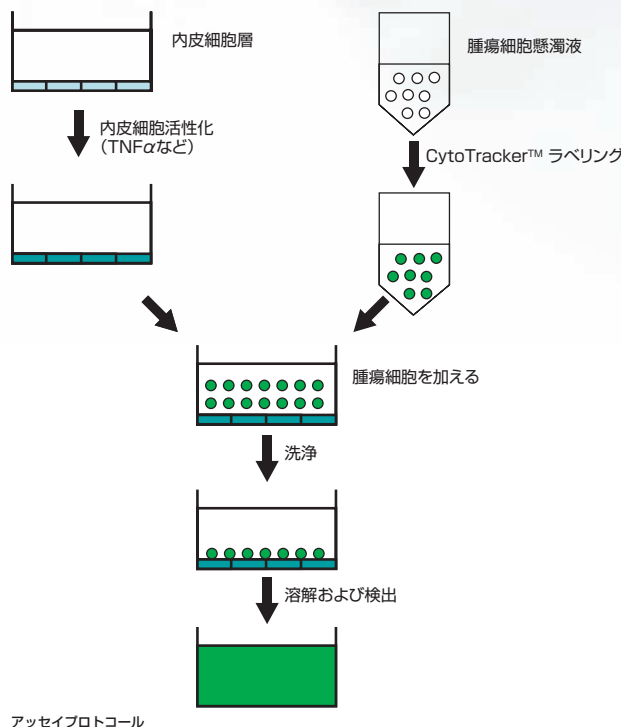 内皮細胞層
腫瘍細胞懸濁液
内皮細胞活性化
（TNFαなど）
CytoTracker™ ラベリング
腫瘍細胞を加える
洗浄
溶解および検出
アッセイプロトコール